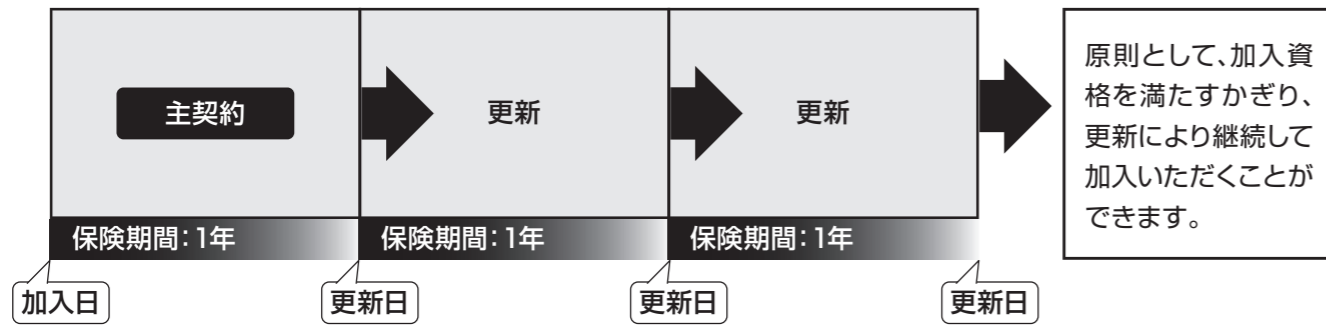 主契約
更新
更新
原則として、加入資
格を満たすかぎり、
更新により継続して
加入いただくことが
できます。
保険期間：1年
保険期間：1年
保険期間：1年
加入日
更新日
更新日
更新日